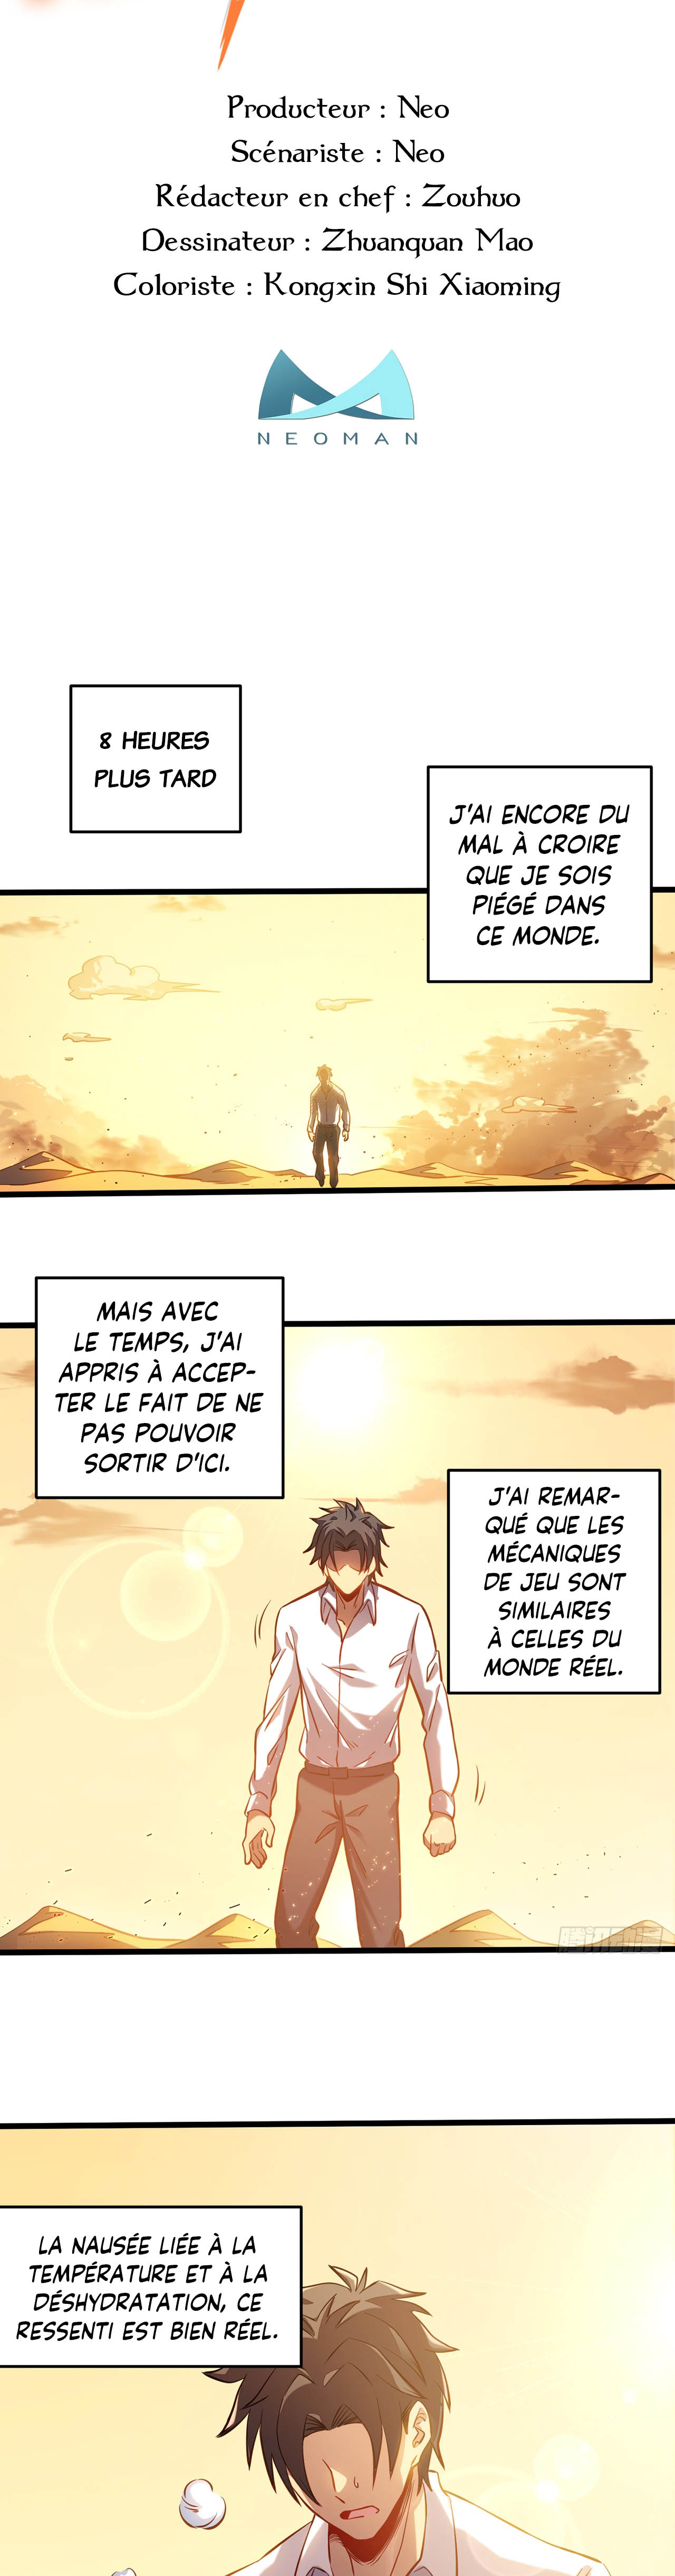 Producteur : Neo
Scénariste : Neo
Rédacteur en chef : Zouhuo
Dessinateur : Zhuanquan Mao
Coloriste : Kongxin Shi Xiaoming
NEOMAN
8 HEURES
PLUS TARD
J'AI ENCORE DU
MAL À CROIRE
QUE JE SOIS
PIÉGÉ DANS
CE MONDE.
MAIS AVEC
LE TEMPS, J'AI
APPRIS À ACCEP-
TER LE FAIT DE NE
PAS POUVOIR
SORTIR D'ICI.
J'AI REMAR-
QUÉ QUE LES
MÉCANIQUES
DE JEU SONT
SIMILAIRES
À CELLES DU
MONDE RÉEL.
LA NAUSÉE LIÉE À LA
TEMPÉRATURE ET À LA
DÉSHYDRATATION, CE
RESSENTI EST BIEN RÉEL.